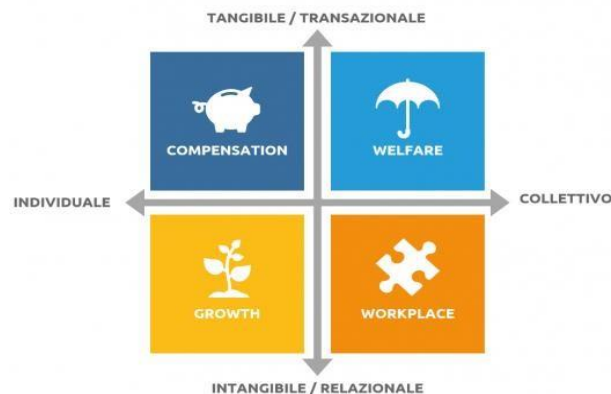 TANGIBILE / TRANSAZIONALE
COMPENSATION
WELFARE
INDIVIDUALE
COLLETTIVO
GROWTH
WORKPLACE
INTANGIBILE / RELAZIONALE